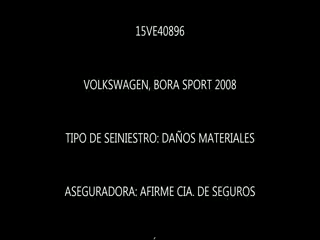 15VE40896
VOLKSWAGEN, BORA SPORT 2008
TIPO DE SEINIESTRO: DAÑOS MATERIALES
ASEGURADORA: AFIRME CIA. DE SEGUROS